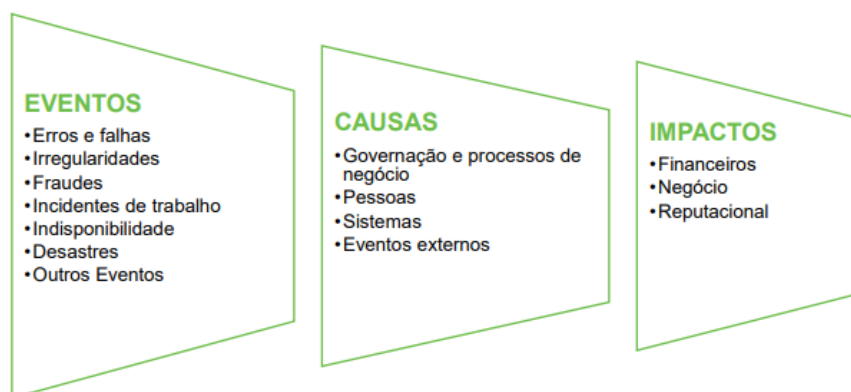 EVENTOS
•Erros e falhas
•Irregularidades
•Fraudes
•Incidentes de trabalho
•Indisponibilidade
•Desastres
•Outros Eventos
CAUSAS
•Governação e processos de
negócio
•Pessoas
•Sistemas
•Eventos externos
IMPACTOS
•Financeiros
•Negócio
•Reputacional